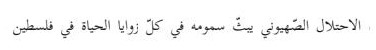 ، الاحتلال الصّهيوني يبثّ سمومه في كلّ زوايا الحياة في فلسطين